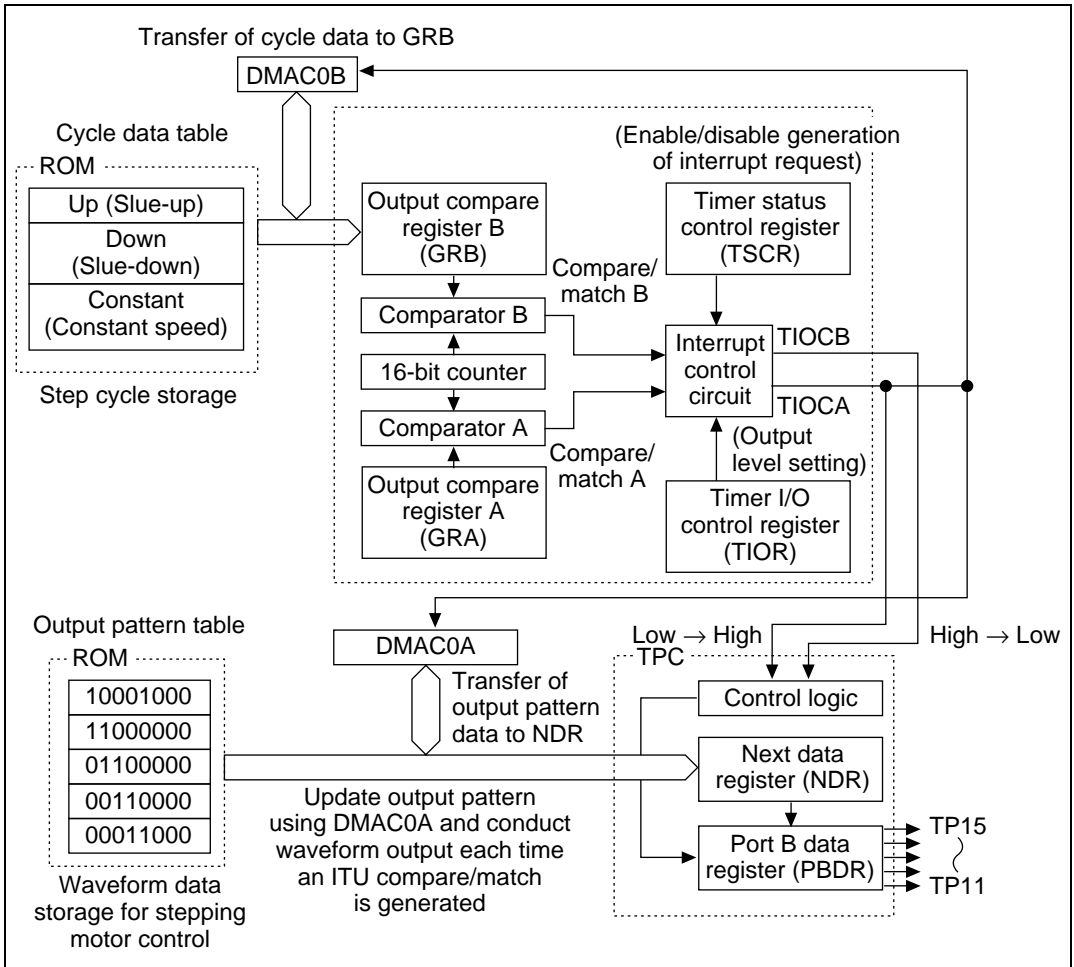 Transfer of cycle data to GRB
DMAC0B
Cycle data table
ROM
Up (Slue-up)
Down
(Slue-down)
Constant
(Constant speed)
Step cycle storage
(Enable/disable generation
of interrupt request)
Output compare
register B
(GRB)
Timer status
control register
(TSCR)
Compare/
match B
Comparator B
16-bit counter
Comparator A
Interrupt
control
circuit
TIOCB
TIOCA
Compare/
match A
(Output
level setting)
Output compare
register A
(GRA)
Timer I/O
control register
(TIOR)
Output pattern table
ROM
10001000
11000000
01100000
00110000
00011000
Waveform data
storage for stepping
motor control
DMAC0A
Transfer of
output pattern
data to NDR
Update output pattern
using DMAC0A and conduct
waveform output each time
an ITU compare/match
is generated
Low → High
High → Low
TPC
Control logic
Next data
register (NDR)
Port B data
register (PBDR)
TP15
TP11